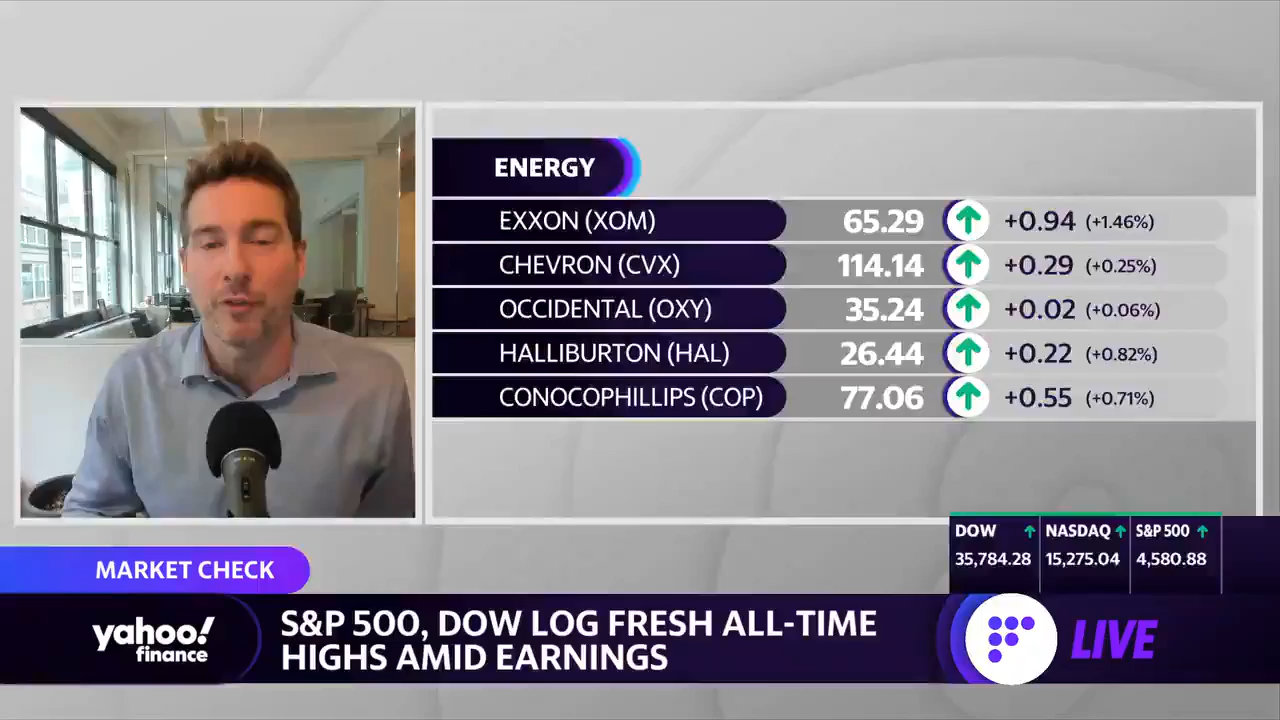 ENERGY
EXXON (XOM) 65.29 +0.94 (+1.46%)
CHEVRON (CVX) 114.14 +0.29 (+0.25%)
OCCIDENTAL (OXY) 35.24 +0.02 (+0.06%)
HALLIBURTON (HAL) 26.44 +0.22 (+0.82%)
CONOCOPHILLIPS (COP) 77.06 +0.55 (+0.71%)
DOW NASDAQ S&P 500
35,784.28 15,275.04 4,580.88
MARKET CHECK
yahoo!
finance
S&P 500, DOW LOG FRESH ALL-TIME
HIGHS AMID EARNINGS
LIVE